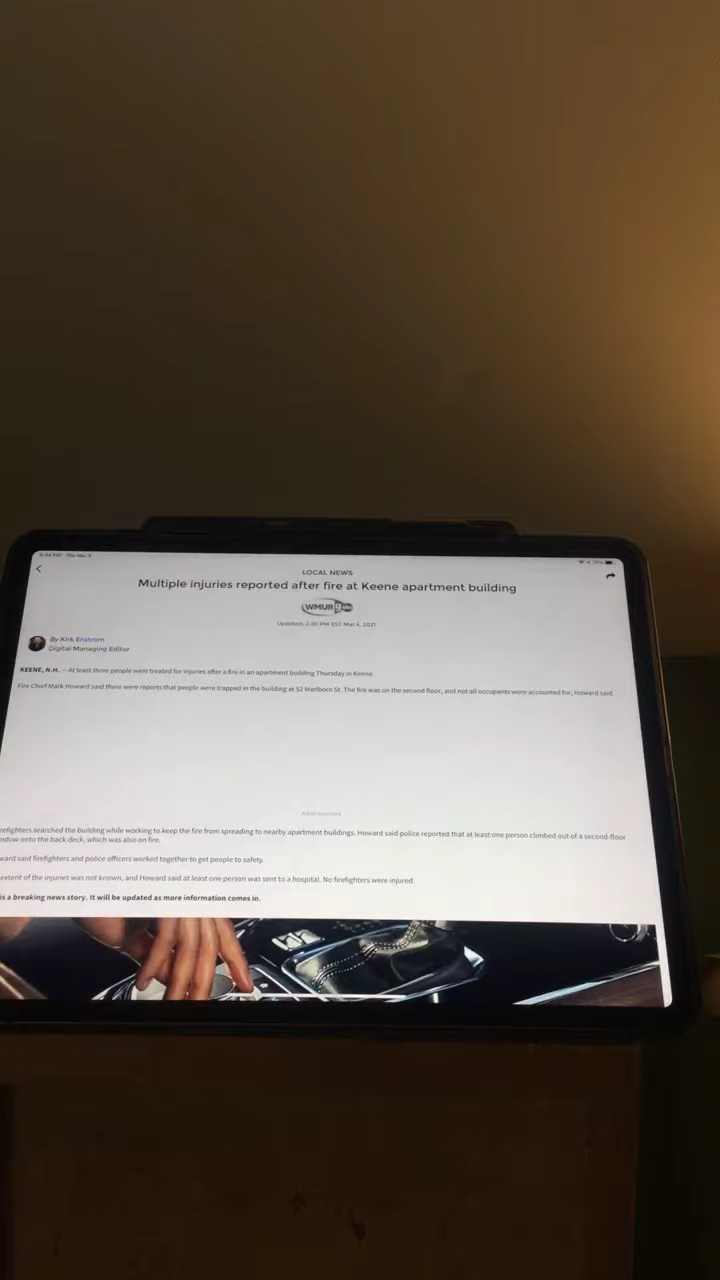 Thu Mar 4
LOCAL NEWS
Multiple injuries reported after fire at Keene apartment building
WMUR 9 abc
Updated: 2:90 PM EST Mar 4, 2021
By Kirk Enstrom
Digital Managing Editor
KEENE, N.H. — At least three people were treated for injuries after a fire in an apartment building Thursday in Keene.
Fire Chief Mark Howard said there were reports that people were trapped in the building at 52 Marlboro St. The fire was on the second floor, and not all occupants were accounted for, Howard said.
Advertisement
refighters searched the building while working to keep the fire from spreading to nearby apartment buildings. Howard said police reported that at least one person climbed out of a second-floor
ndow onto the back deck, which was also on fire.
ward said firefighters and police officers worked together to get people to safety.
extent of the injuries was not known, and Howard said at least one person was sent to a hospital. No firefighters were injured.
is a breaking news story. It will be updated as more information comes in.